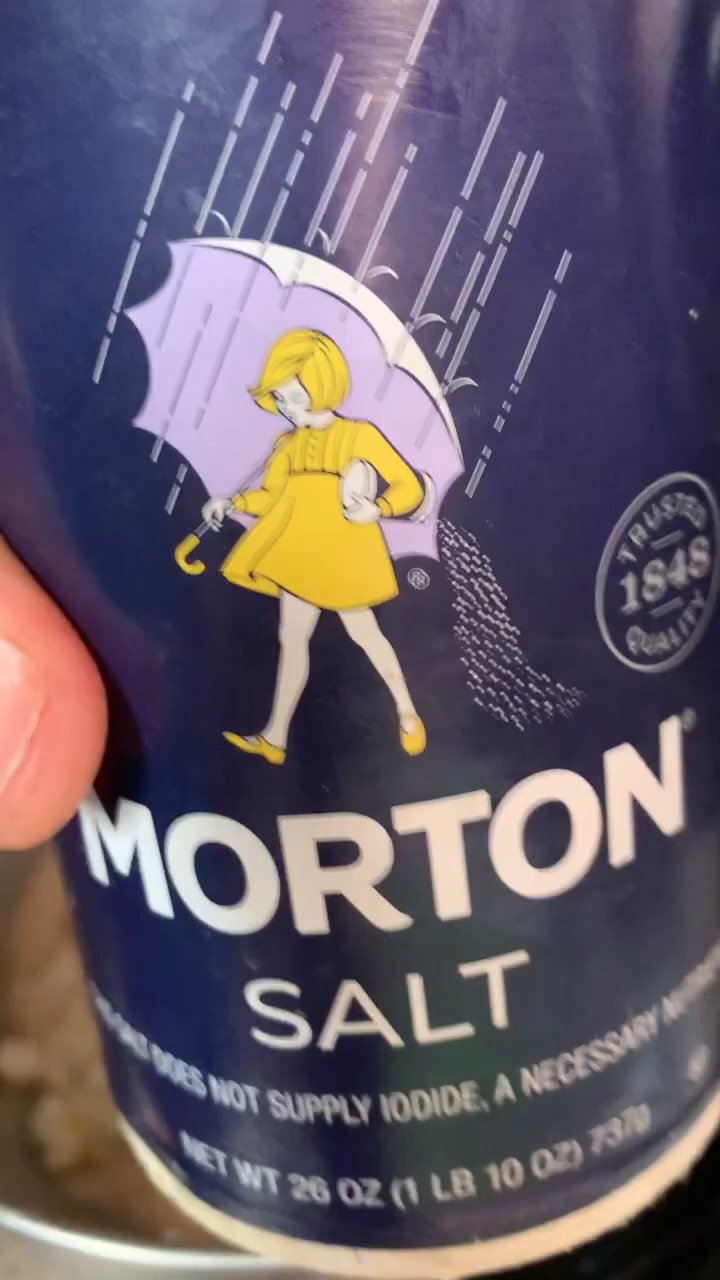 TRUSTED
1848
QUALITY
MORTON®
SALT
SALT DOES NOT SUPPLY IODIDE, A NECESSARY
NET WT 26 OZ (1 LB 10 OZ) 737g